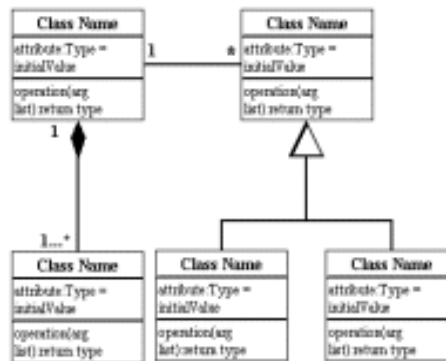 Class Name
attribute:Type =
initialValue
operation(arg
list):return type
1
*
Class Name
attribute:Type =
initialValue
operation(arg
list):return type
1
1...*
Class Name
attribute:Type =
initialValue
operation(arg
list):return type
Class Name
attribute:Type =
initialValue
operation(arg
list):return type
Class Name
attribute:Type =
initialValue
operation(arg
list):return type